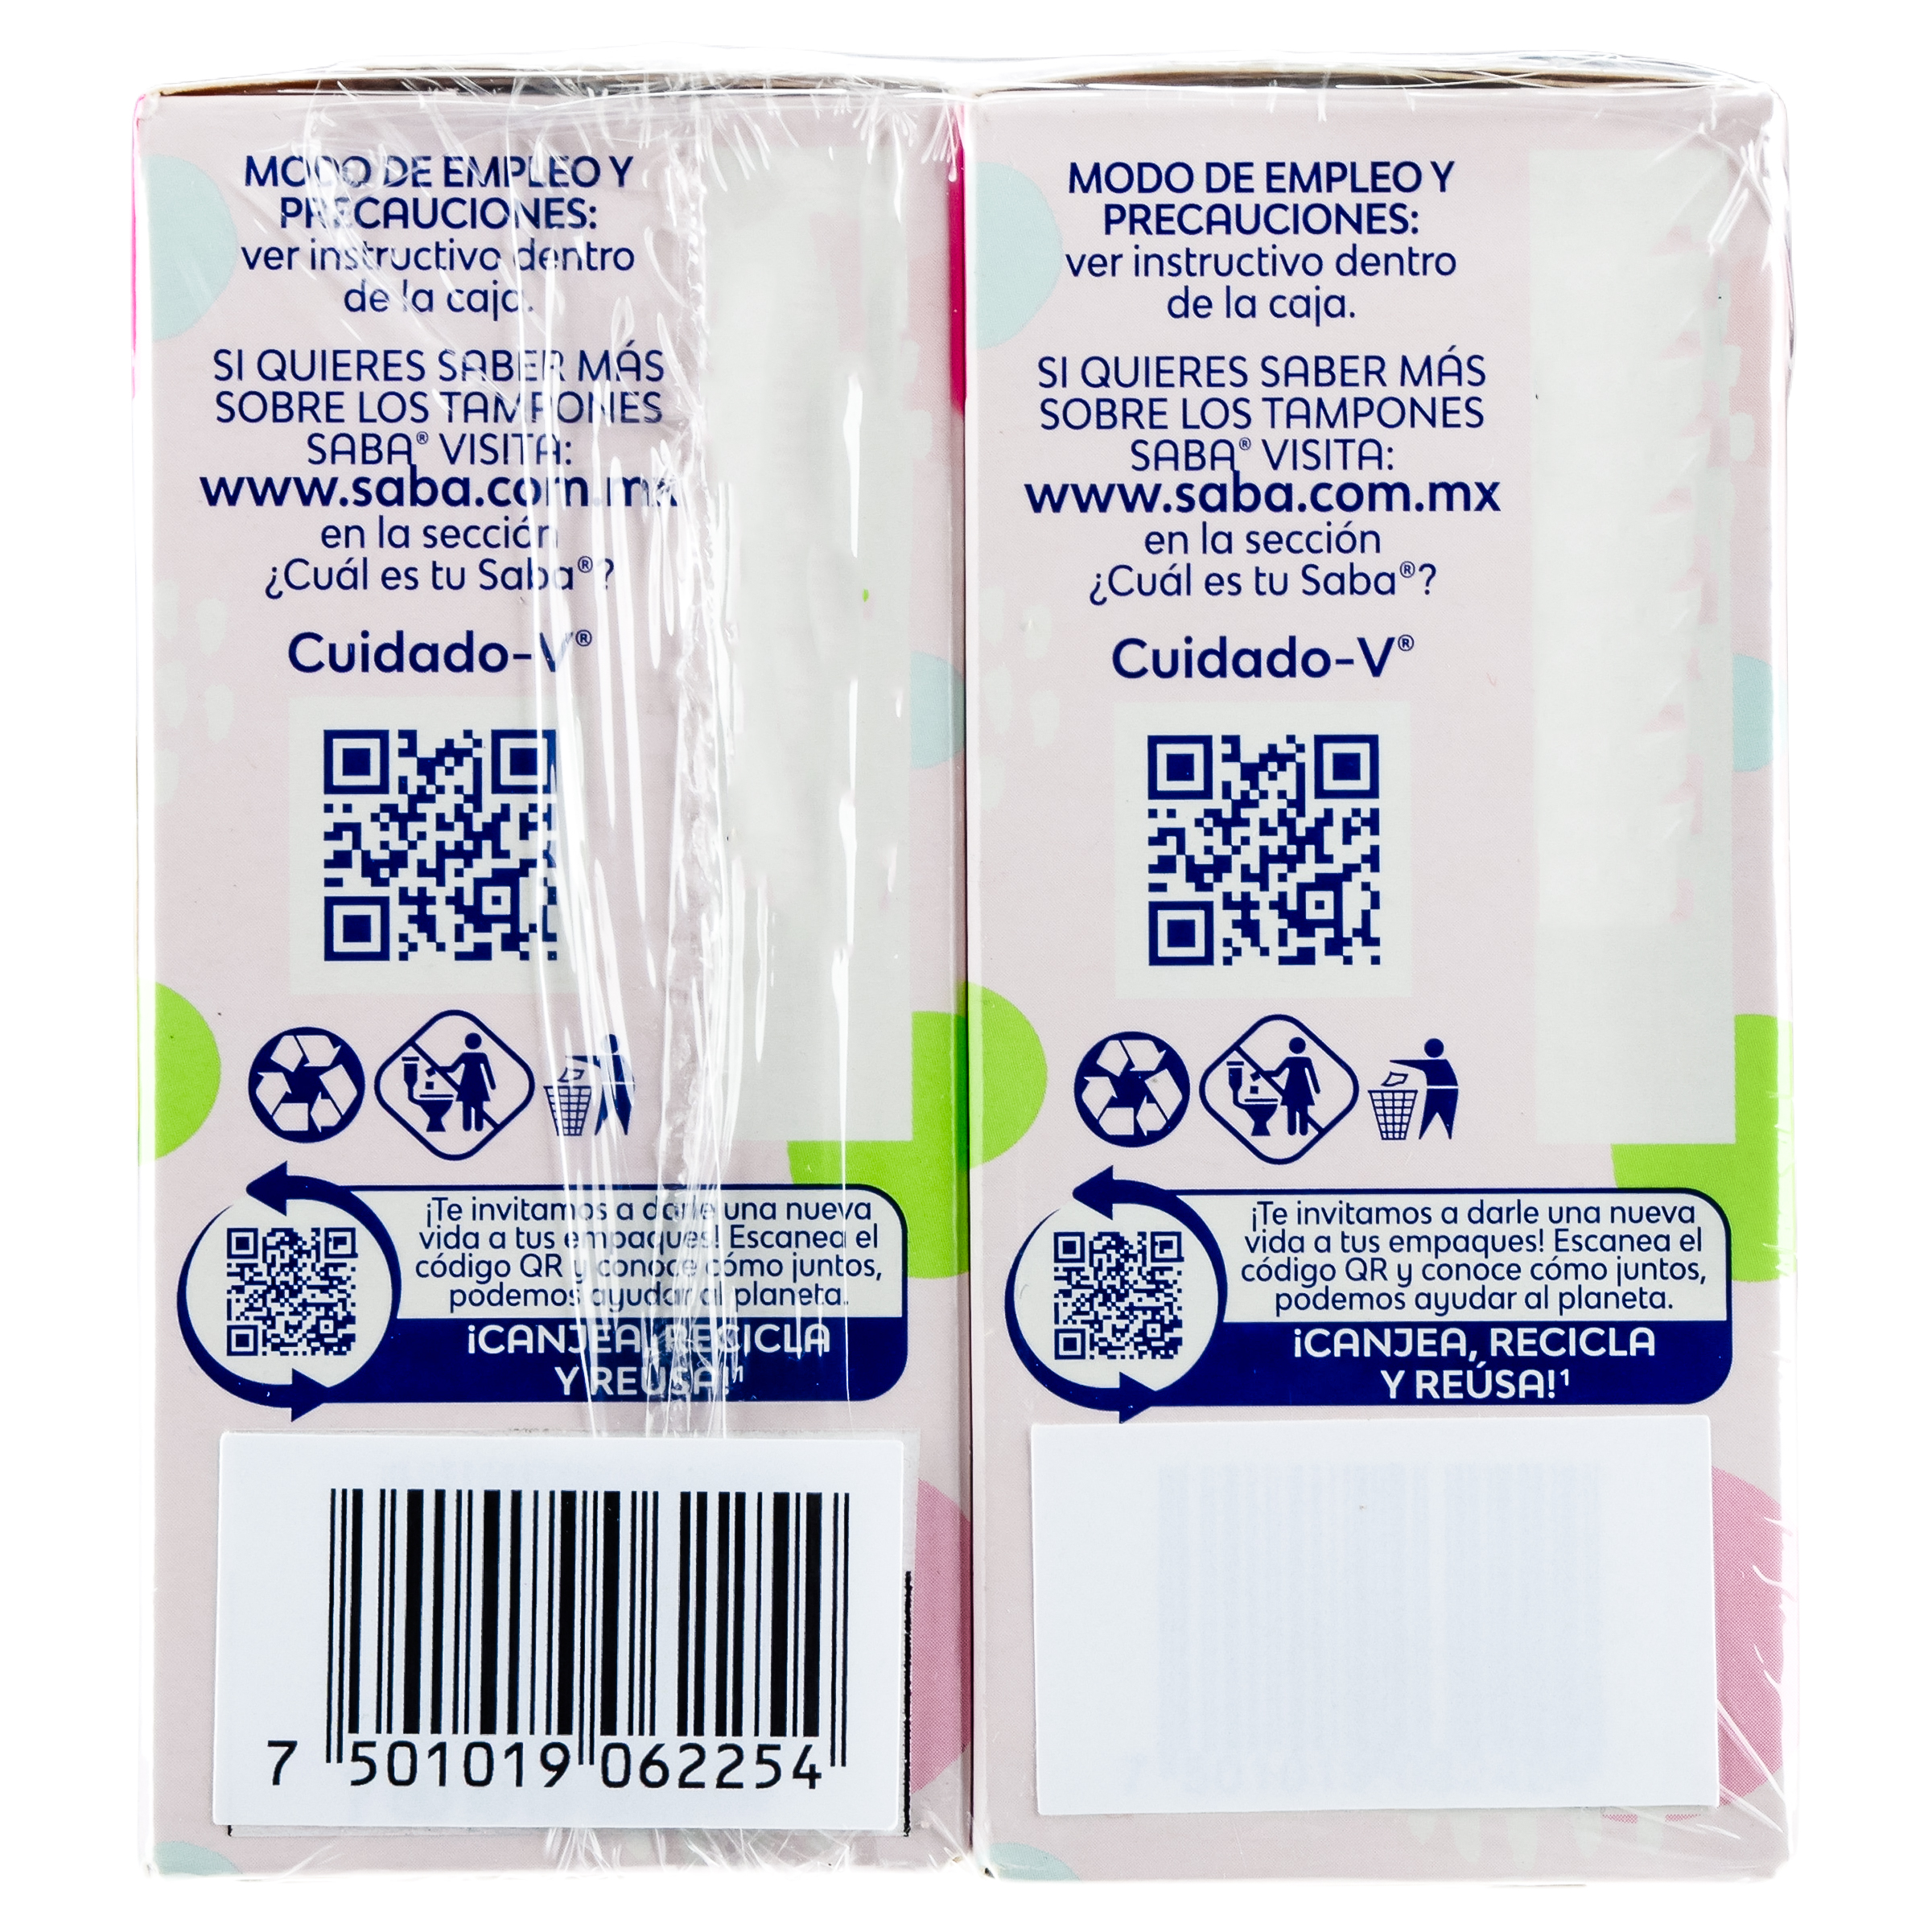 MODO DE EMPLEO Y
PRECAUCIONES:
ver instructivo dentro
de la caja.
SI QUIERES SABER MÁS
SOBRE LOS TAMPONES
SABA® VISITA:
www.saba.com.mx
en la sección
¿Cuál es tu Saba®?
Cuidado-V®
¡Te invitamos a darle una nueva
vida a tus empaques! Escanea el
código QR y conoce cómo juntos,
podemos ayudar al planeta.
¡CANJEA, RECICLA
Y REÚSA!¹
7 501019 062254
MODO DE EMPLEO Y
PRECAUCIONES:
ver instructivo dentro
de la caja.
SI QUIERES SABER MÁS
SOBRE LOS TAMPONES
SABA® VISITA:
www.saba.com.mx
en la sección
¿Cuál es tu Saba®?
Cuidado-V®
¡Te invitamos a darle una nueva
vida a tus empaques! Escanea el
código QR y conoce cómo juntos,
podemos ayudar al planeta.
¡CANJEA, RECICLA
Y REÚSA!¹